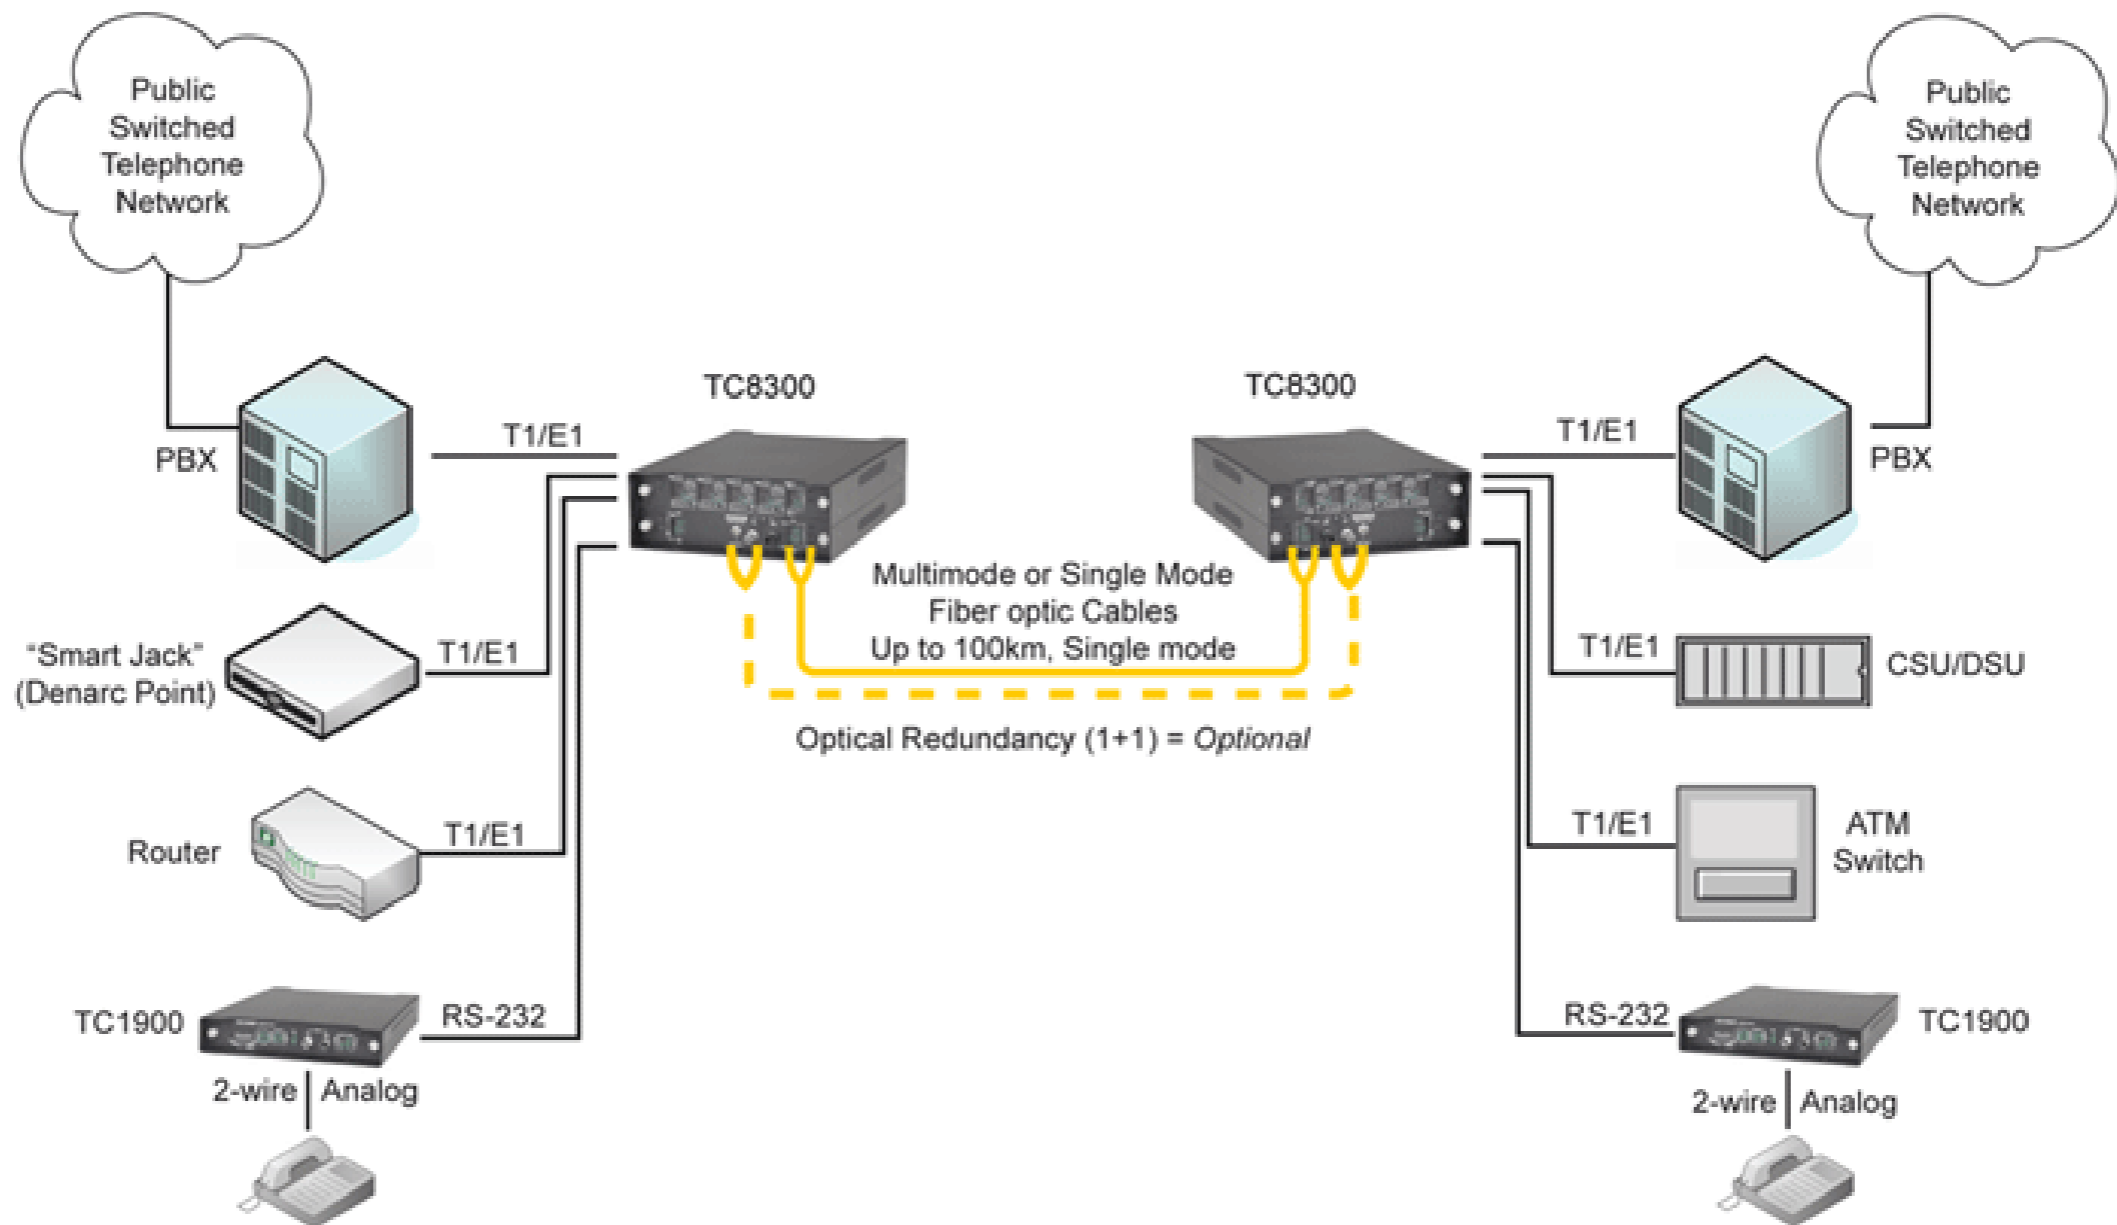 Public
Switched
Telephone
Network
Public
Switched
Telephone
Network
TC8300
TC8300
T1/E1
T1/E1
PBX
PBX
Multimode or Single Mode
Fiber optic Cables
Up to 100km, Single mode
"Smart Jack"
(Denarc Point)
T1/E1
T1/E1
CSU/DSU
Optical Redundancy (1+1) = Optional
Router
T1/E1
T1/E1
ATM
Switch
TC1900
RS-232
RS-232
TC1900
2-wire
Analog
2-wire
Analog